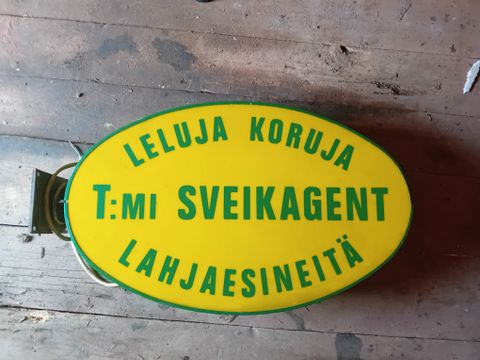 LELUJA KORUJA
T:MI SVEIKAGENT
LAHJAESINEITÄ